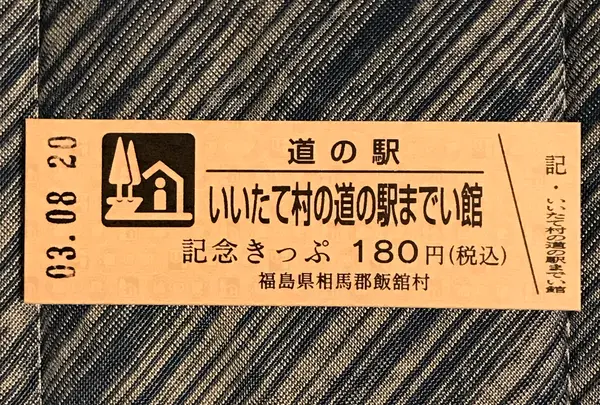 03.08 20
道の駅
いいたて村の道の駅までい館
記念きっぷ 180円(税込)
福島県相馬郡飯舘村
記・いいたて村の道の駅までい館